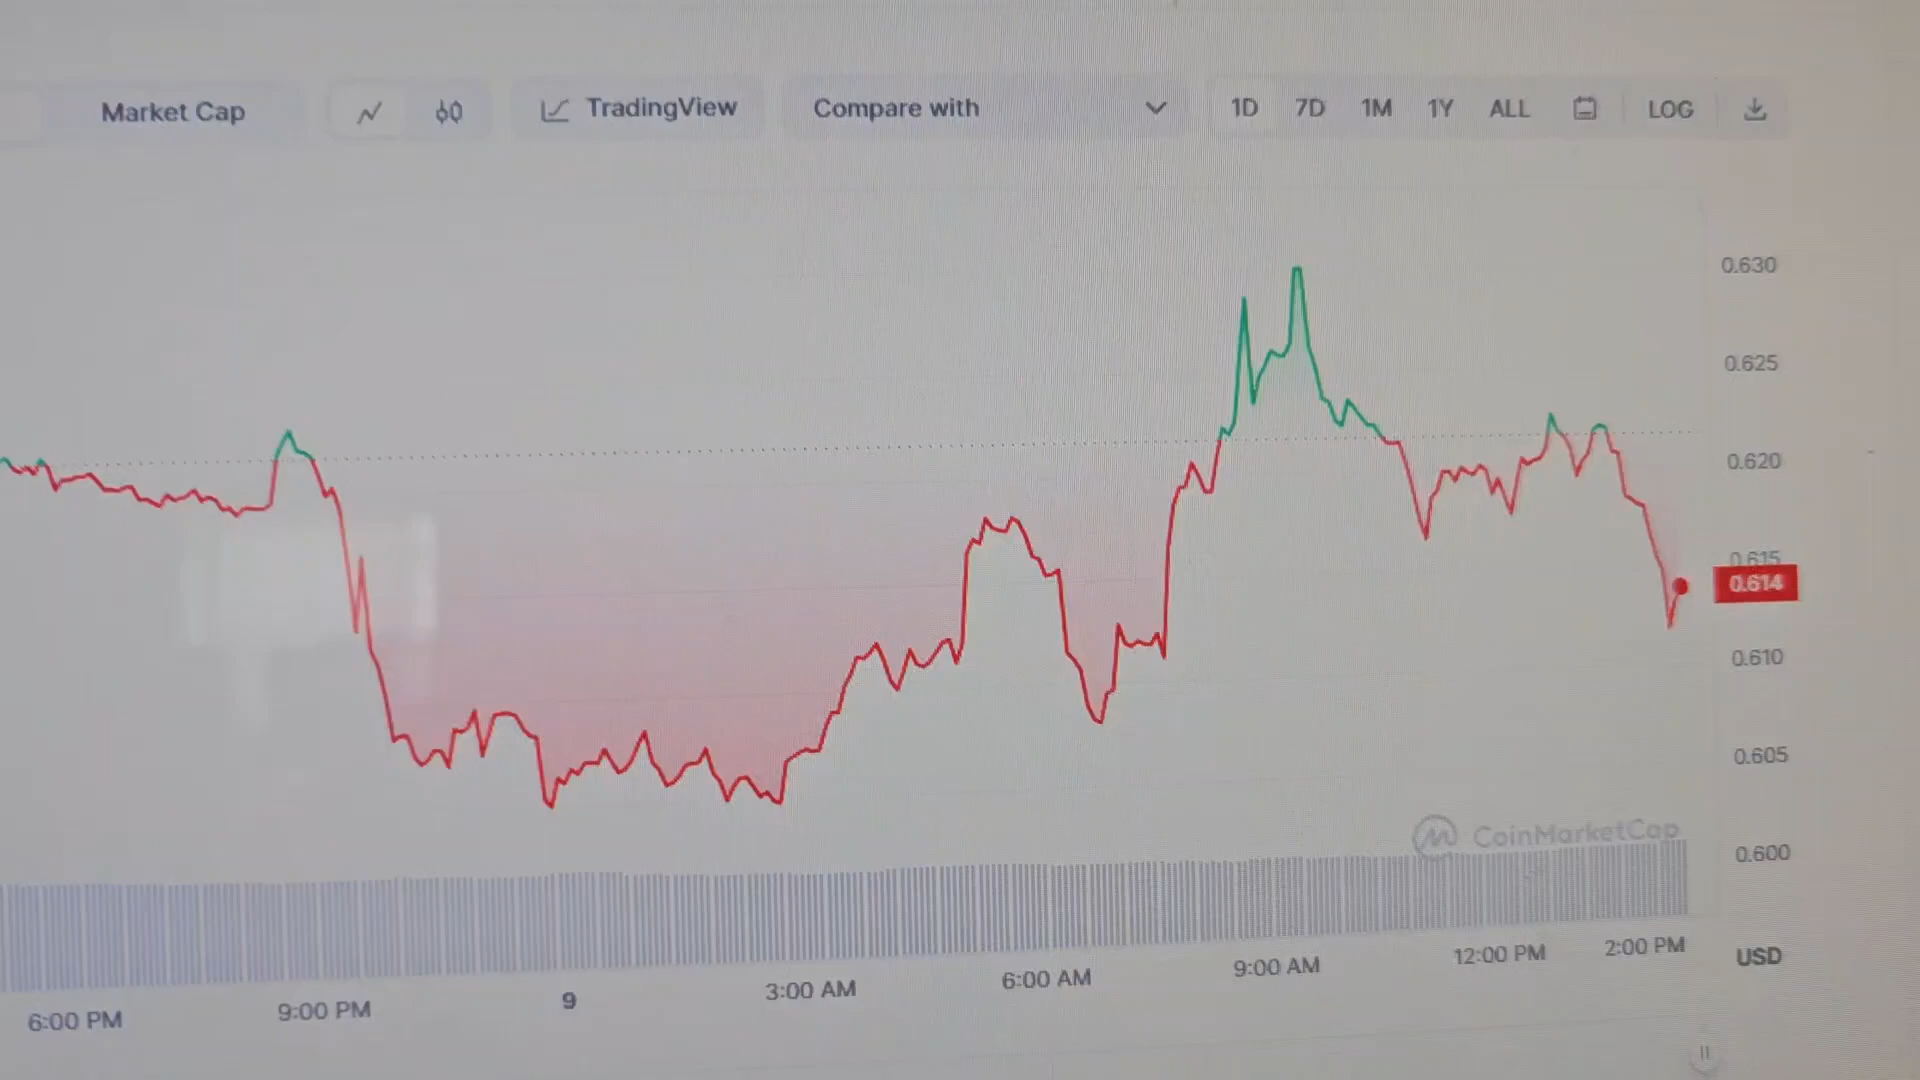 Market Cap
TradingView
Compare with
1D 7D 1M 1Y ALL LOG
0.630
0.625
0.620
0.615
0.614
0.610
0.605
CoinMarketCap
0.600
6:00 PM 9:00 PM 9 3:00 AM 6:00 AM 9:00 AM 12:00 PM 2:00 PM USD